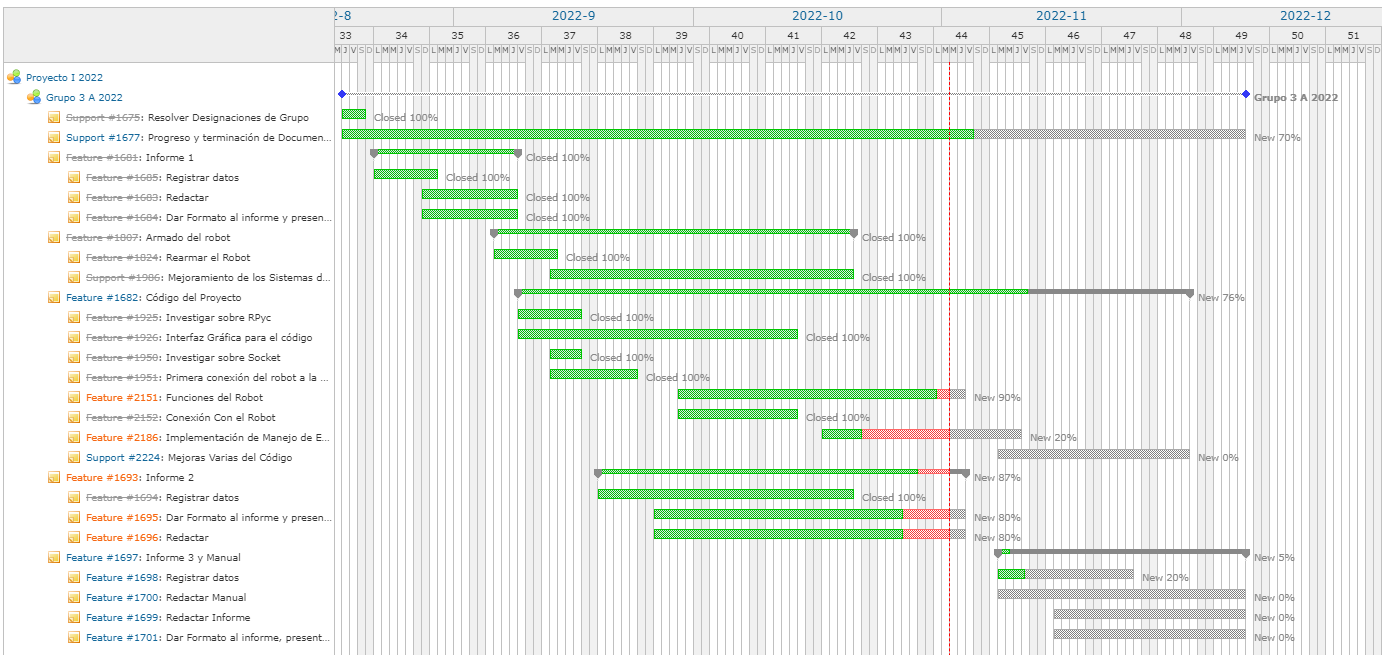 2-8 2022-9 2022-10 2022-11 2022-12
33 34 35 36 37 38 39 40 41 42 43 44 45 46 47 48 49 50 51
M M J V S D L M M J V S D L M M J V S D L M M J V S D L M M J V S D L M M J V S D L M M J V S D L M M J V S D L M M J V S D L M M J V S D L M M J V S D L M M J V S D L M M J V S D L M M J V S D L M M J V S D L M M J V S D L M M J V S D L M M J V S D L M M J V S D L M M J V S D L M M J V S D
Proyecto I 2022
Grupo 3 A 2022 Grupo 3 A 2022
Support #1675: Resolver Designaciones de Grupo Closed 100%
Support #1677: Progreso y terminación de Documen... New 70%
Feature #1681: Informe 1 Closed 100%
Feature #1685: Registrar datos Closed 100%
Feature #1683: Redactar Closed 100%
Feature #1684: Dar Formato al informe y presen... Closed 100%
Feature #1807: Armado del robot Closed 100%
Feature #1824: Rearmar el Robot Closed 100%
Support #1986: Mejoramiento de los Sistemas d... Closed 100%
Feature #1682: Código del Proyecto New 76%
Feature #1925: Investigar sobre RPyc Closed 100%
Feature #1926: Interfaz Gráfica para el código Closed 100%
Feature #1950: Investigar sobre Socket Closed 100%
Feature #1951: Primera conexión del robot a la ... Closed 100%
Feature #2151: Funciones del Robot New 90%
Feature #2152: Conexión Con el Robot Closed 100%
Feature #2186: Implementación de Manejo de E... New 20%
Support #2224: Mejoras Varias del Código New 0%
Feature #1693: Informe 2 New 87%
Feature #1694: Registrar datos Closed 100%
Feature #1695: Dar Formato al informe y presen... New 80%
Feature #1696: Redactar New 80%
Feature #1697: Informe 3 y Manual New 5%
Feature #1698: Registrar datos New 20%
Feature #1700: Redactar Manual New 0%
Feature #1699: Redactar Informe New 0%
Feature #1701: Dar Formato al informe, present... New 0%